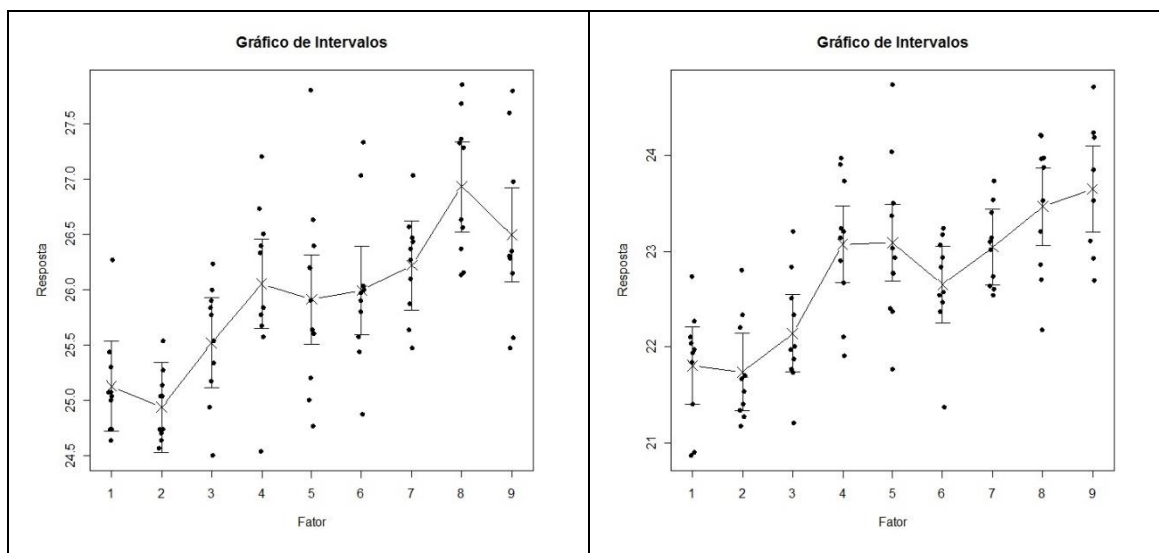 Gráfico de Intervalos
Resposta
27.5
27.0
26.5
26.0
25.5
25.0
24.5
1 2 3 4 5 6 7 8 9
Fator
Gráfico de Intervalos
Resposta
24
23
22
21
1 2 3 4 5 6 7 8 9
Fator